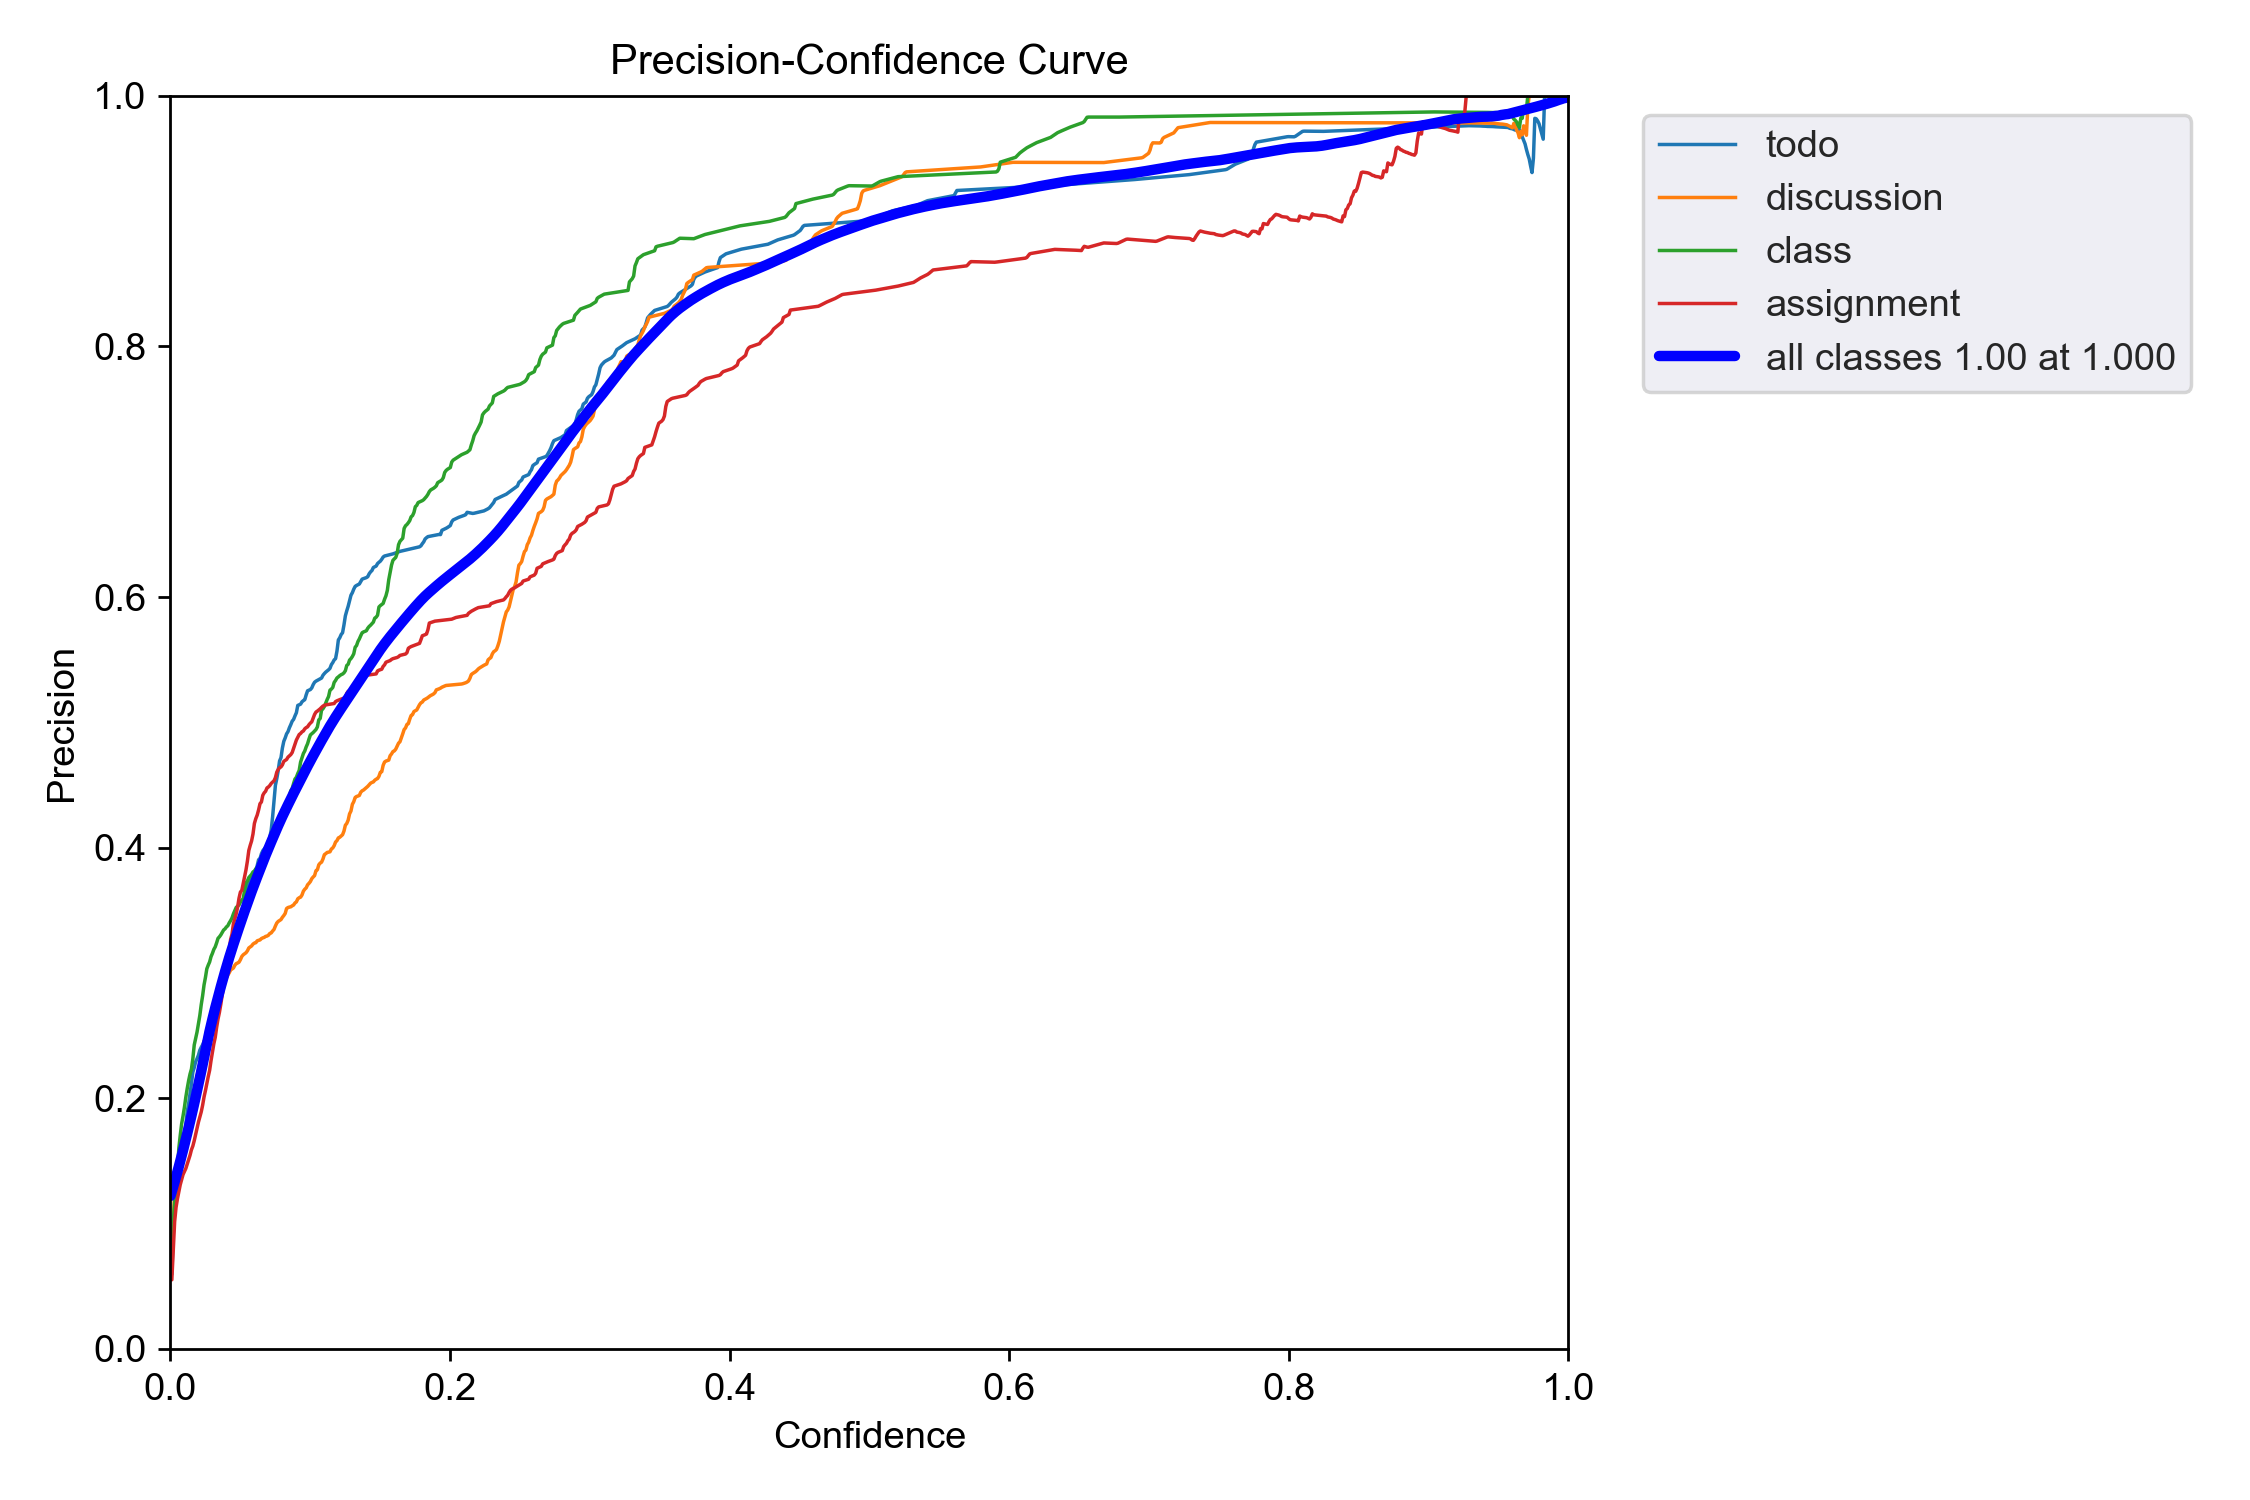 Precision-Confidence Curve
1.0
0.8
0.6
0.4
0.2
0.0
Precision
0.0 0.2 0.4 0.6 0.8 1.0
Confidence
todo
discussion
class
assignment
all classes 1.00 at 1.000